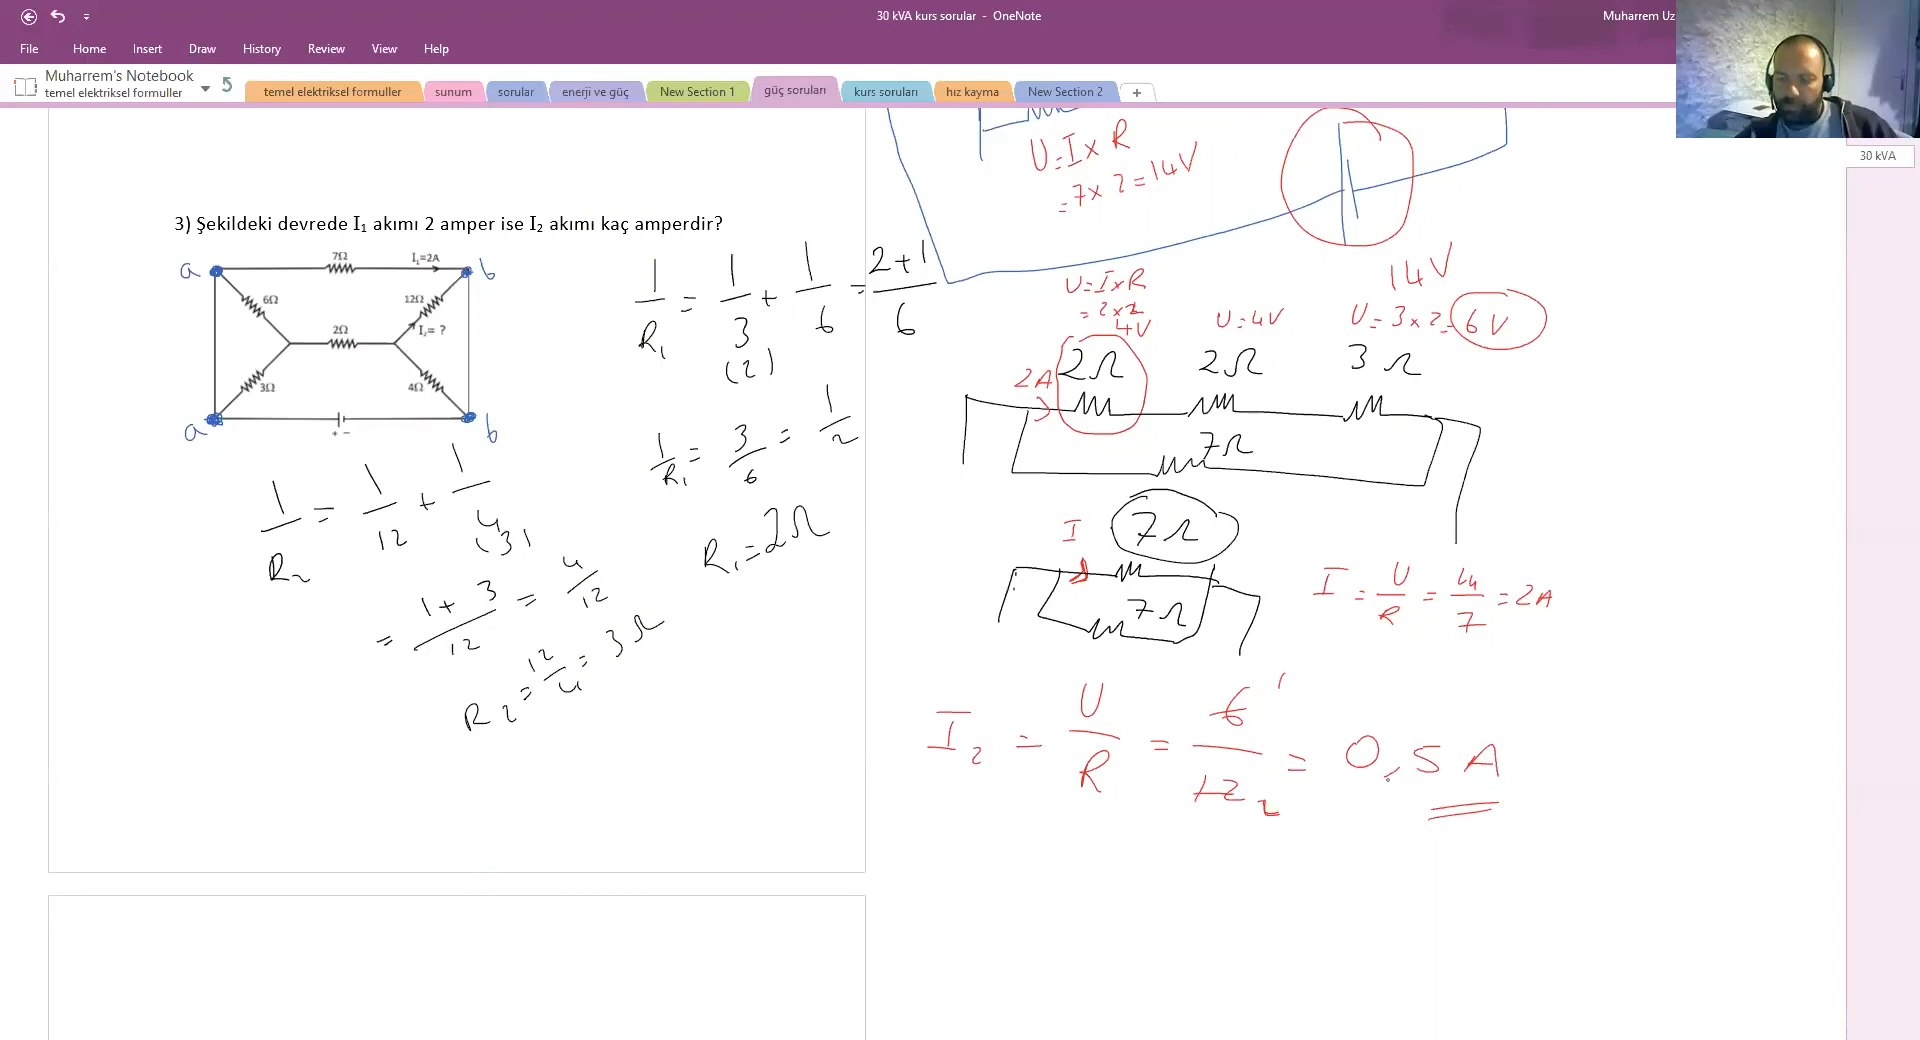 30 kVA kurs sorular - OneNote
Muharrem Uz
File Home Insert Draw History Review View Help
Muharrem's Notebook
temel elektriksel formuller
temel elektriksel formuller sunum sorular enerji ve güç New Section 1 güç soruları kurs soruları hız kayma New Section 2 +
30 kVA
U = I x R
= 7 x 2 = 14V
3) Şekildeki devrede I₁ akımı 2 amper ise I₂ akımı kaç amperdir?
a 7Ω I₁=2A b
6Ω 12Ω
2Ω I₂= ?
3Ω 4Ω
a + - b
1/R₁ = 1/3 + 1/6 = 2+1/6
(2)
1/R₁ = 3/6 = 1/2
R₁ = 2Ω
1/R₂ = 1/12 + 1/4
(3)
= 1+3/12 = 4/12
R₂ = 12/4 = 3Ω
14V
U = I x R
= 2 x 2
4V
U = 4V
U = 3 x 2 = 6V
2Ω 2Ω 3Ω
2A
7Ω
I 7Ω
7Ω
I = U/R = 14/7 = 2A
I₂ = U/R = 6/12 = 0,5 A
1
2